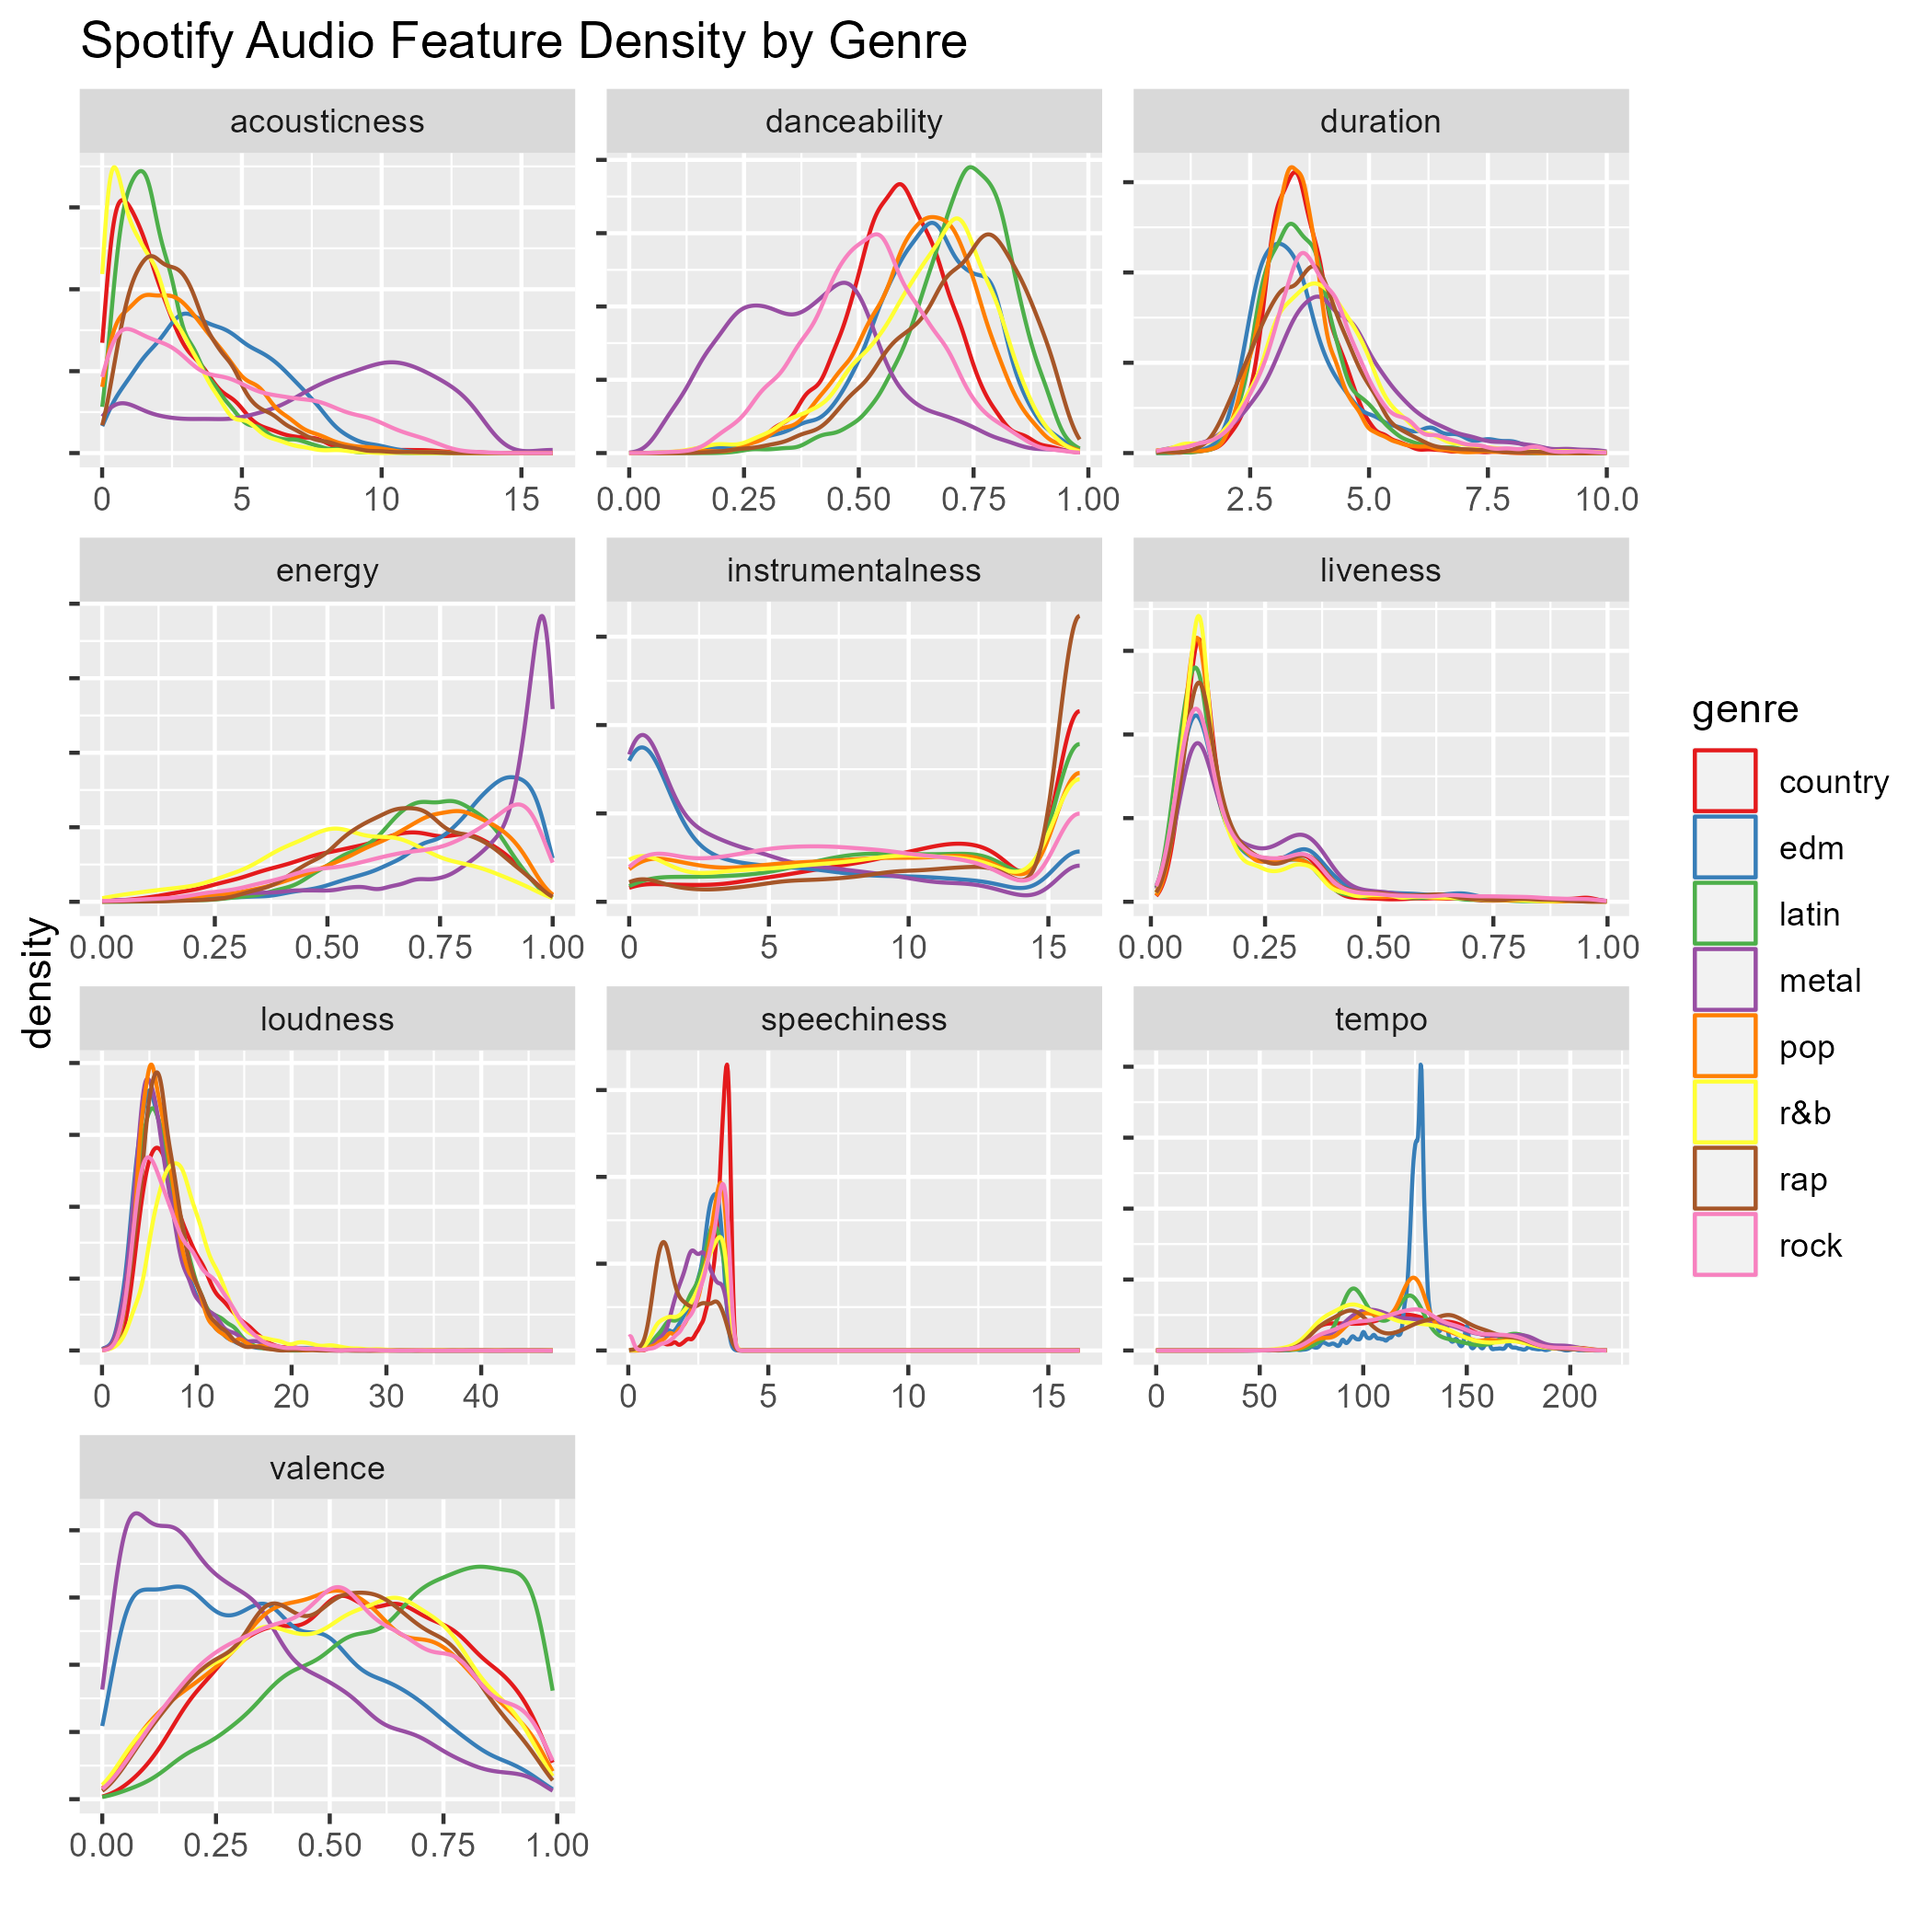 Spotify Audio Feature Density by Genre
acousticness danceability duration
0 5 10 15 0.00 0.25 0.50 0.75 1.00 2.5 5.0 7.5 10.0
energy instrumentalness liveness
0.00 0.25 0.50 0.75 1.00 0 5 10 15 0.00 0.25 0.50 0.75 1.00
density
loudness speechiness tempo
0 10 20 30 40 0 5 10 15 0 50 100 150 200
valence
0.00 0.25 0.50 0.75 1.00
genre
country
edm
latin
metal
pop
r&b
rap
rock